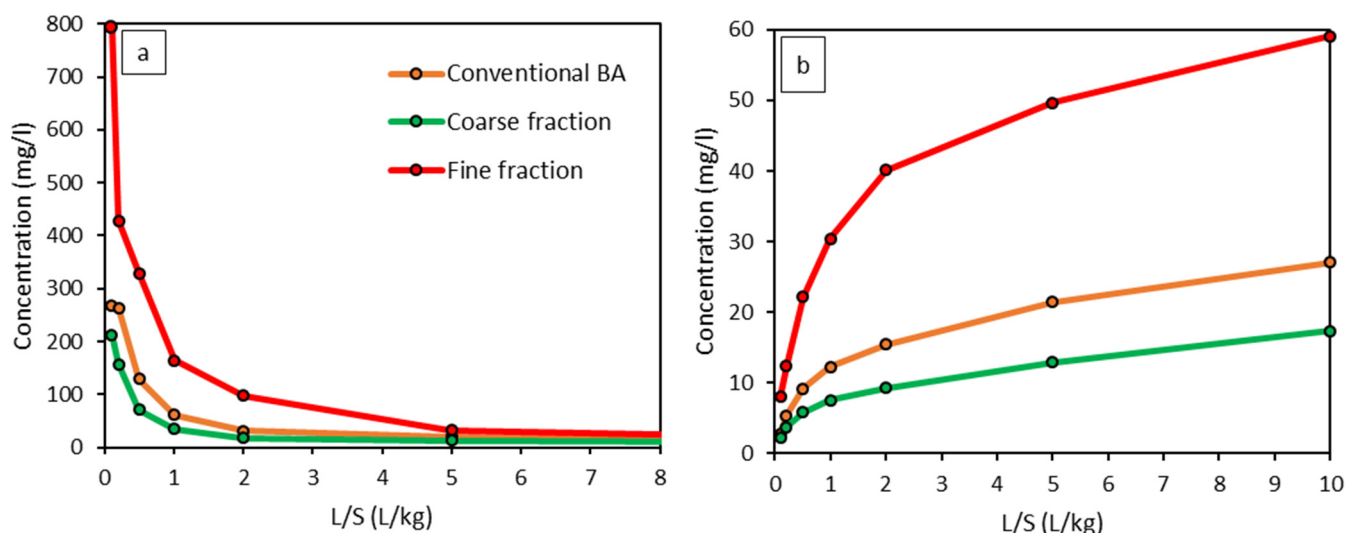 a
800
700
600
500
400
300
200
100
0
Concentration (mg/l)
Conventional BA
Coarse fraction
Fine fraction
0 1 2 3 4 5 6 7 8
L/S (L/kg)
b
60
50
40
30
20
10
0
Concentration (mg/l)
0 1 2 3 4 5 6 7 8 9 10
L/S (L/kg)